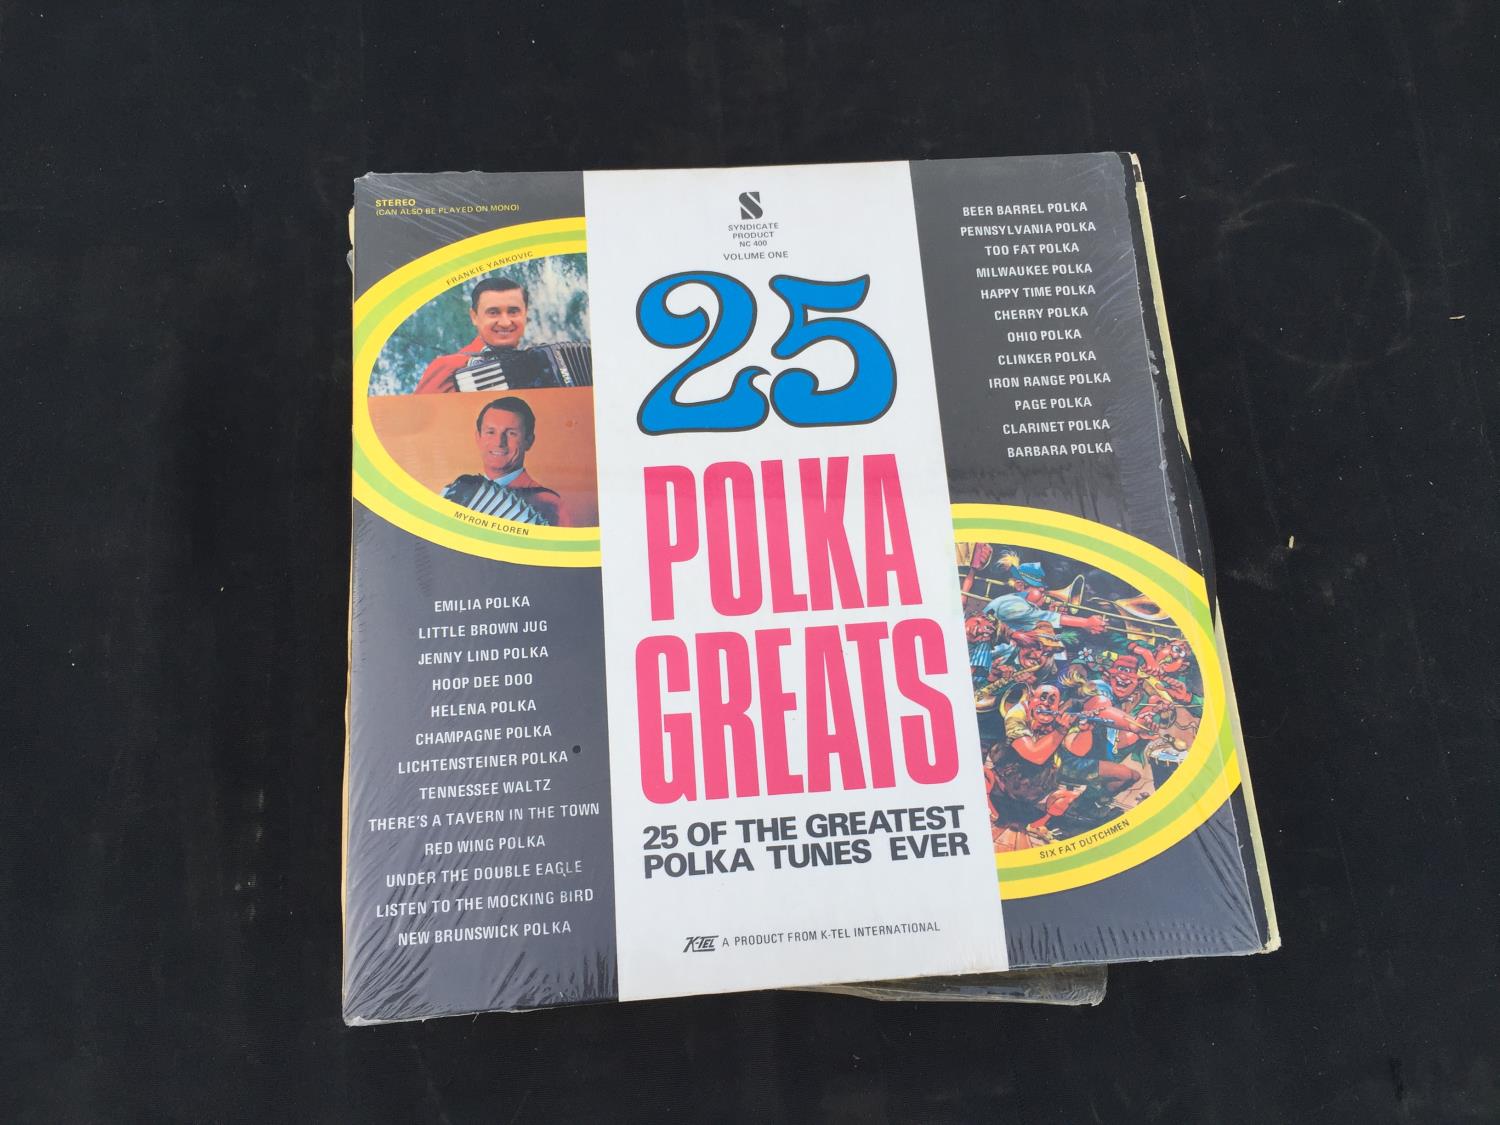 STEREO
(CAN ALSO BE PLAYED ON MONO)
FRANKIE YANKOVIC
MYRON FLOREN
EMILIA POLKA
LITTLE BROWN JUG
JENNY LIND POLKA
HOOP DEE DOO
HELENA POLKA
CHAMPAGNE POLKA
LICHTENSTEINER POLKA
TENNESSEE WALTZ
THERE'S A TAVERN IN THE TOWN
RED WING POLKA
UNDER THE DOUBLE EAGLE
LISTEN TO THE MOCKING BIRD
NEW BRUNSWICK POLKA
S
SYNDICATE
PRODUCT
NC 400
VOLUME ONE
25
POLKA
GREATS
25 OF THE GREATEST
POLKA TUNES EVER
K-TEL A PRODUCT FROM K-TEL INTERNATIONAL
BEER BARREL POLKA
PENNSYLVANIA POLKA
TOO FAT POLKA
MILWAUKEE POLKA
HAPPY TIME POLKA
CHERRY POLKA
OHIO POLKA
CLINKER POLKA
IRON RANGE POLKA
PAGE POLKA
CLARINET POLKA
BARBARA POLKA
SIX FAT DUTCHMEN